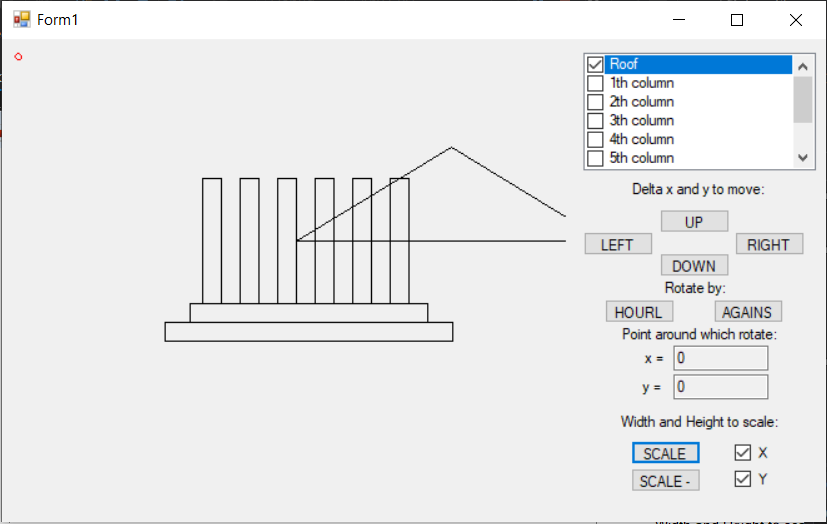 Form1
Roof
1th column
2th column
3th column
4th column
5th column
Delta x and y to move:
UP
LEFT
RIGHT
DOWN
Rotate by:
HOURL
AGAINS
Point around which rotate:
x = 0
y = 0
Width and Height to scale:
SCALE
X
SCALE -
Y